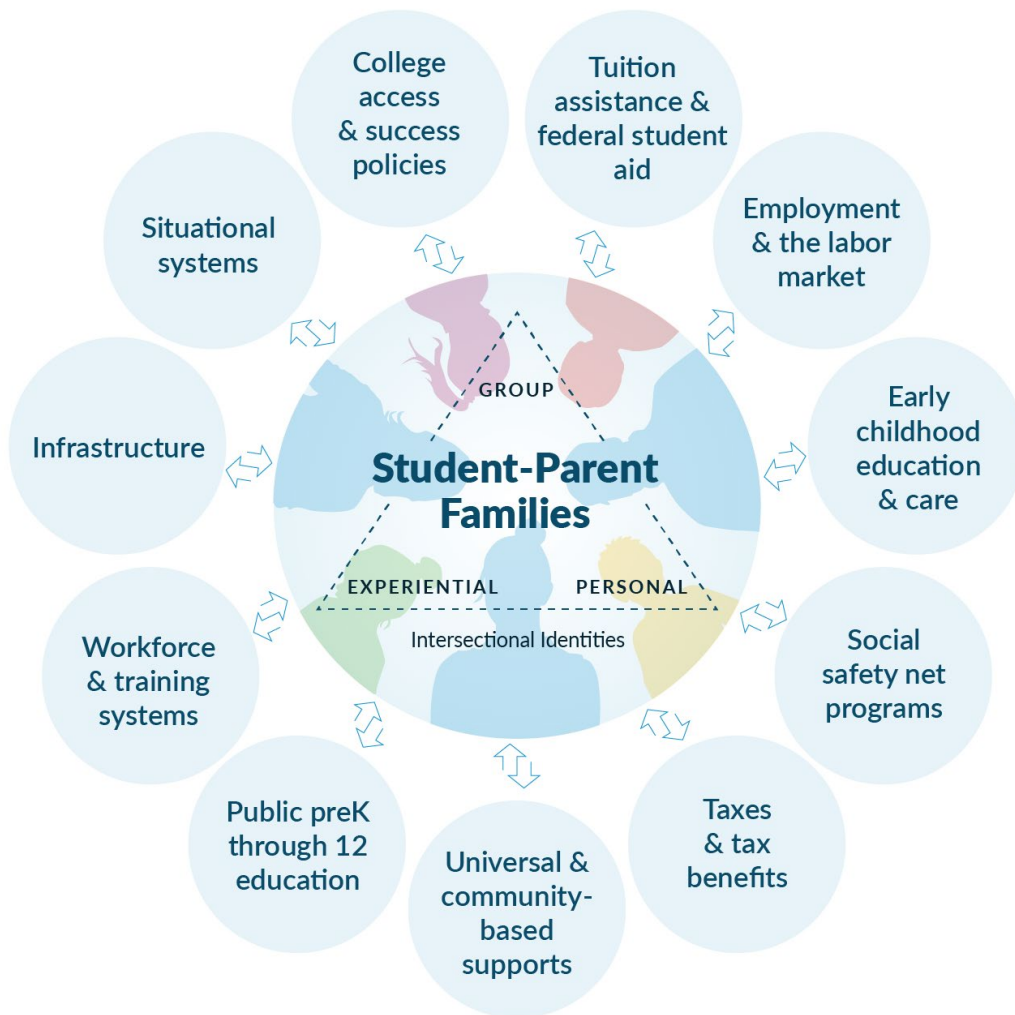 College
access
& success
policies
Tuition
assistance &
federal student
aid
Employment
& the labor
market
Early
childhood
education
& care
Social
safety net
programs
Taxes
& tax
benefits
Universal &
community-
based
supports
Public preK
through 12
education
Workforce
& training
systems
Infrastructure
Situational
systems
GROUP
Student-Parent
Families
EXPERIENTIAL
PERSONAL
Intersectional Identities